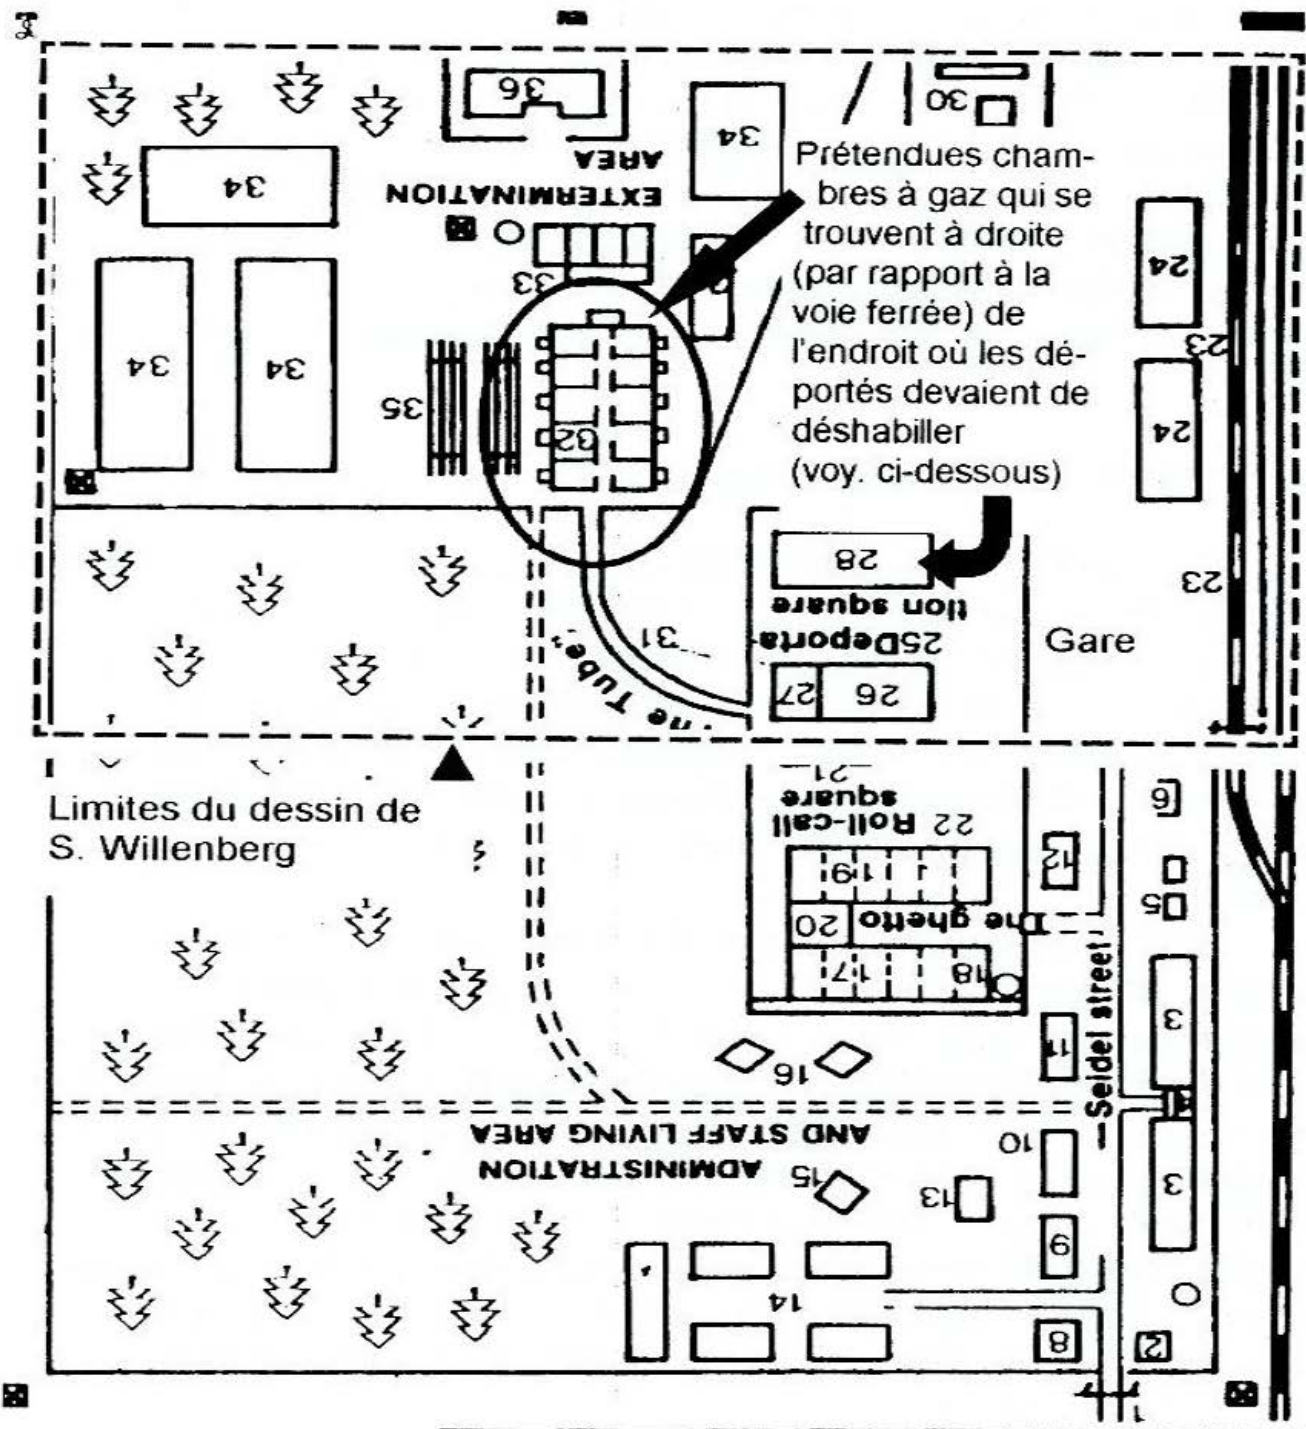 36
34
30
EXTERMINATION
AREA
34
33
Prétendues cham-
bres à gaz qui se
trouvent à droite
(par rapport à la
voie ferrée) de
l'endroit où les dé-
portés devaient de
déshabiller
(voy. ci-dessous)
24
23
34
34
35
32
24
28
23
25Deporta-
tion square
31
Gare
27
26
Tube"
Limites du dessin de
S. Willenberg
21
22 Roll-call
square
6
12
19
5
20
ghetto
17
18
3
Seidel street
11
16
ADMINISTRATION
AND STAFF LIVING AREA
10
15
13
3
9
14
8
2
1